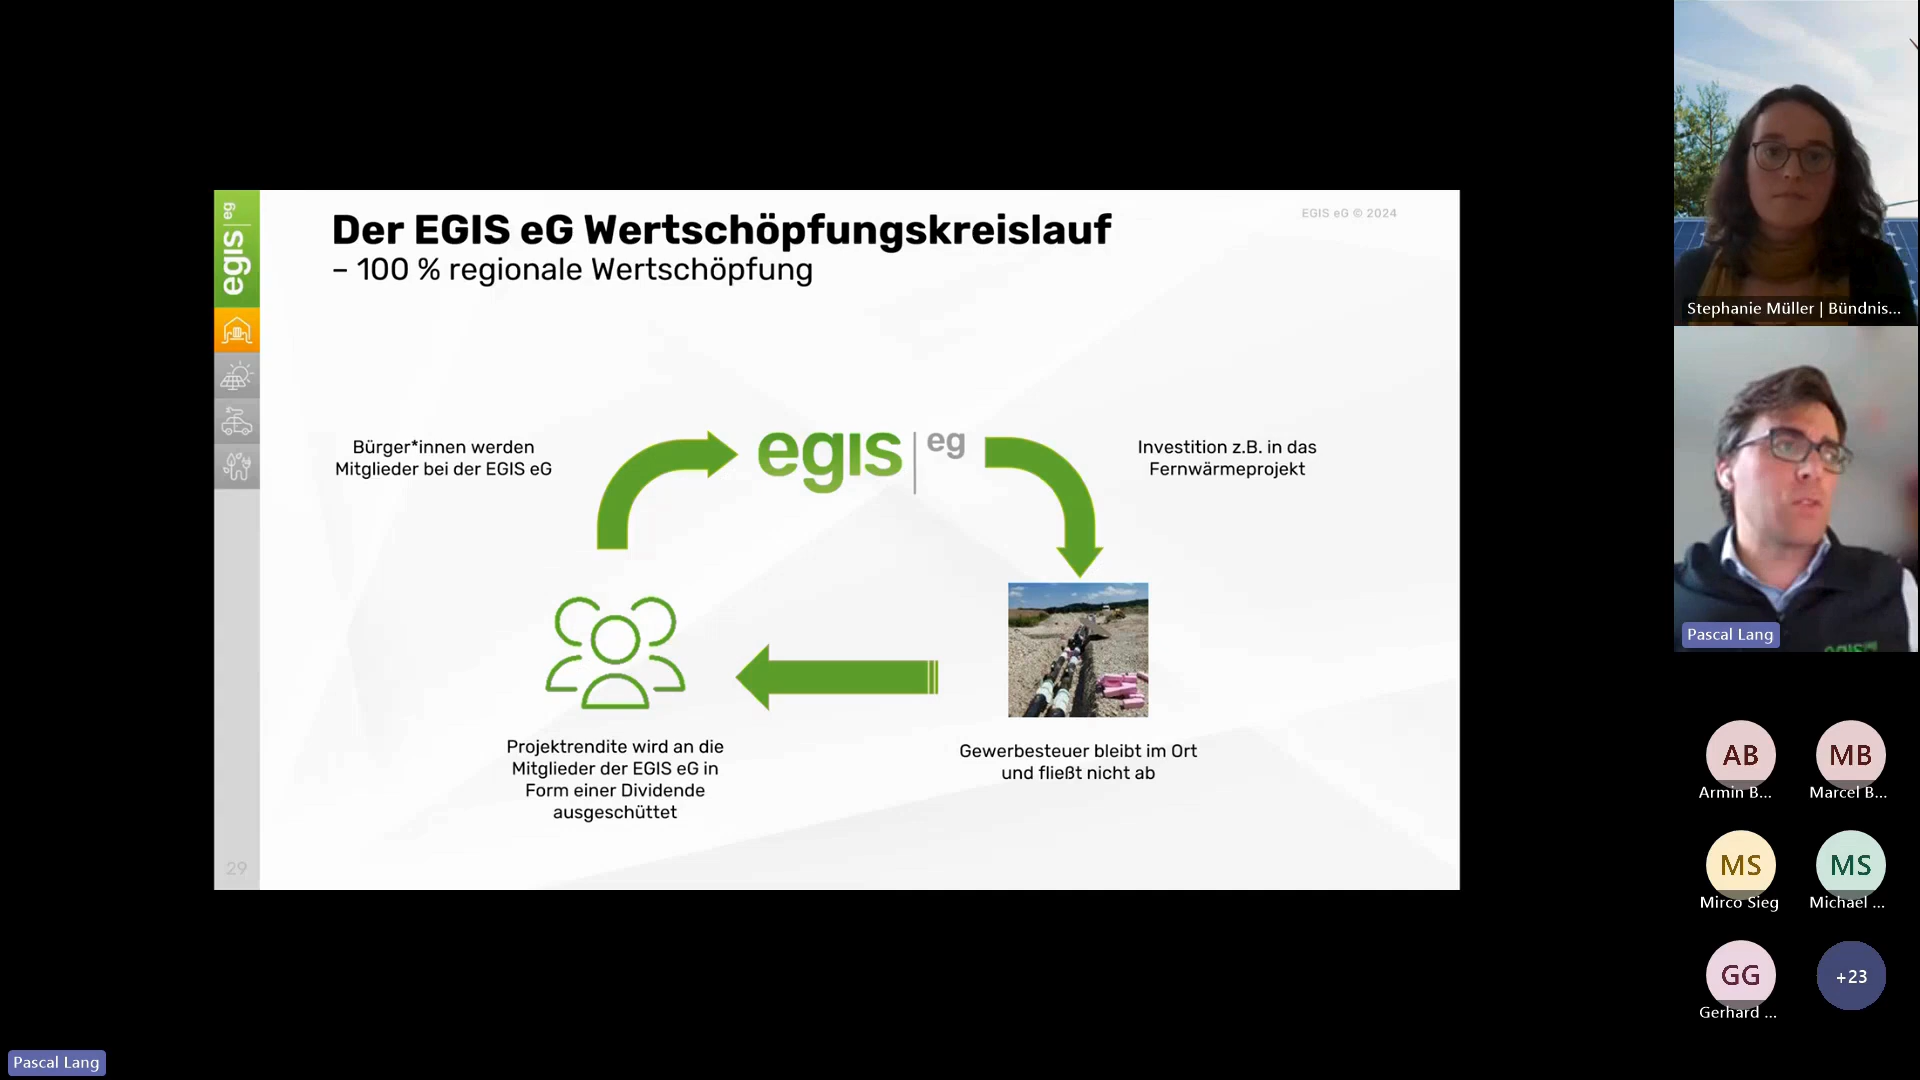 egis | eg
Der EGIS eG Wertschöpfungskreislauf
– 100 % regionale Wertschöpfung
EGIS eG © 2024
Bürger*innen werden
Mitglieder bei der EGIS eG
egis | eg
Investition z.B. in das
Fernwärmeprojekt
Projektrendite wird an die
Mitglieder der EGIS eG in
Form einer Dividende
ausgeschüttet
Gewerbesteuer bleibt im Ort
und fließt nicht ab
29
Stephanie Müller | Bündnis...
egis
Pascal Lang
AB
Armin B...
MB
Marcel B...
MS
Mirco Sieg
MS
Michael ...
GG
Gerhard ...
+23
Pascal Lang